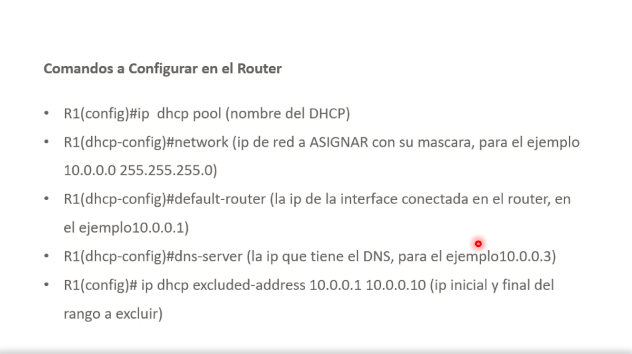 Comandos a Configurar en el Router
• R1(config)#ip dhcp pool (nombre del DHCP)
• R1(dhcp-config)#network (ip de red a ASIGNAR con su mascara, para el ejemplo
10.0.0.0 255.255.255.0)
• R1(dhcp-config)#default-router (la ip de la interface conectada en el router, en
el ejemplo10.0.0.1)
• R1(dhcp-config)#dns-server (la ip que tiene el DNS, para el ejemplo10.0.0.3)
• R1(config)# ip dhcp excluded-address 10.0.0.1 10.0.0.10 (ip inicial y final del
rango a excluir)